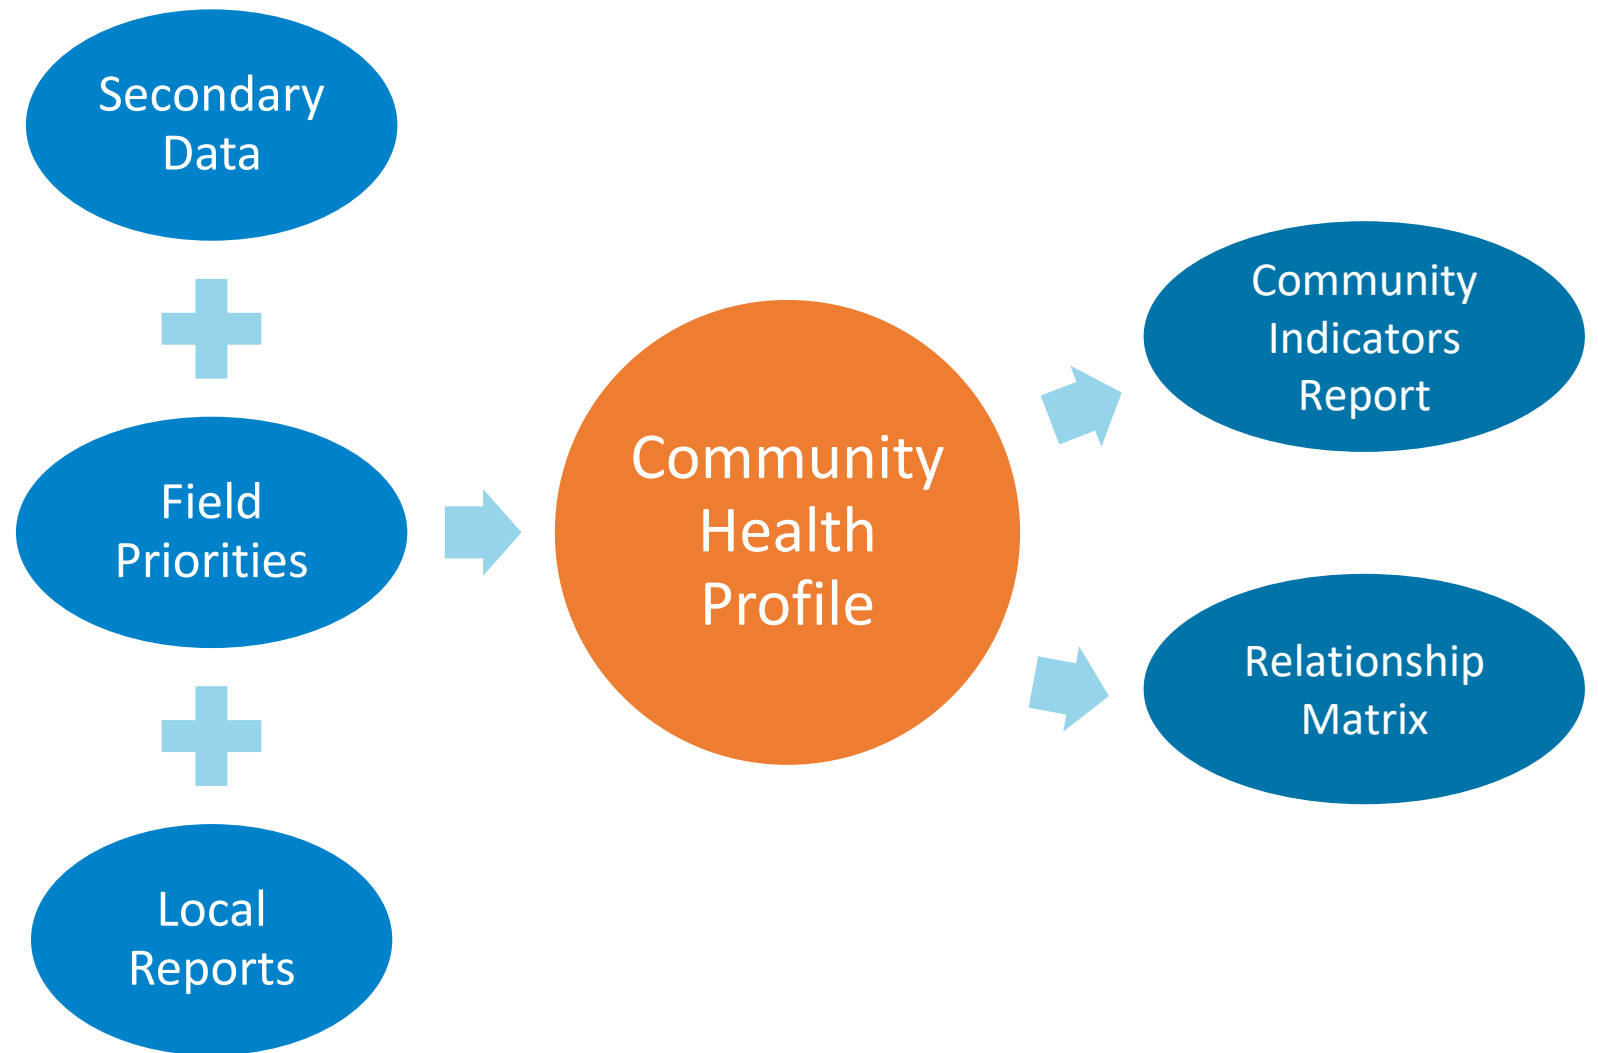 Secondary
Data
Field
Priorities
Local
Reports
Community
Health
Profile
Community
Indicators
Report
Relationship
Matrix